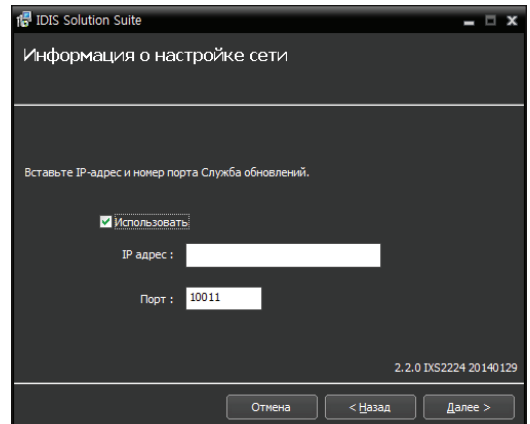 IDIS Solution Suite
Информация о настройке сети
Вставьте IP-адрес и номер порта Служба обновлений.
Использовать
IP адрес :
Порт : 10011
2.2.0 IXS2224 20140129
Отмена < Назад Далее >